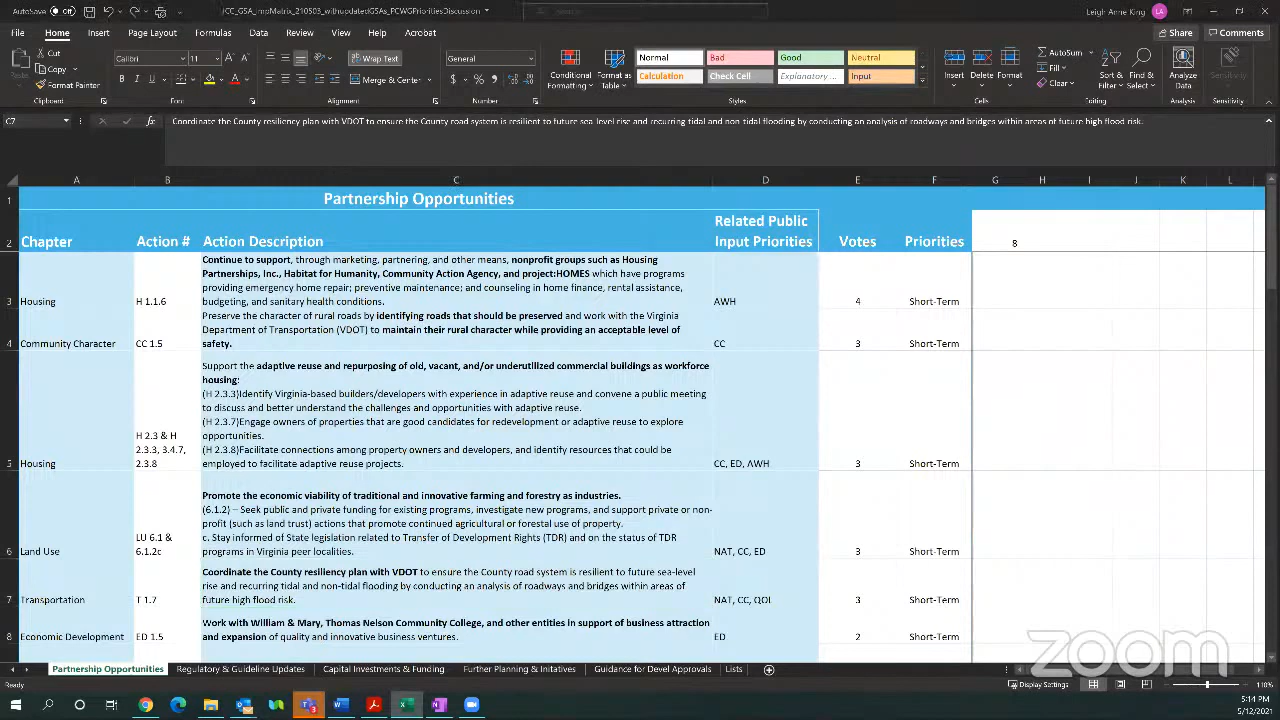 AutoSave Off JCC_GSA_ImpMatrix_210503_withupdatedGSAs_PCWGPrioritiesDiscussion Leigh Anne King LA
File Home Insert Page Layout Formulas Data Review View Help Acrobat Share Comments
Cut Calibri 11 Wrap Text General Normal Bad Good Neutral AutoSum
Copy Conditional Format as Insert Delete Format Fill Sort & Find & Analyze Sensitivity
Format Painter B I U Merge & Center $ % Formatting Table Calculation Check Cell Explanatory ... Input Clear Filter Select Data
Clipboard Font Alignment Number Styles Cells Editing Analysis Sensitivity
C7 fx Coordinate the County resiliency plan with VDOT to ensure the County road system is resilient to future sea level rise and recurring tidal and non tidal flooding by conducting an analysis of roadways and bridges within areas of future high flood risk.
A B C D E F G H I J K L
1 Partnership Opportunities
Related Public
2 Chapter Action # Action Description Input Priorities Votes Priorities 8
Continue to support, through marketing, partnering, and other means, nonprofit groups such as Housing
Partnerships, Inc., Habitat for Humanity, Community Action Agency, and project:HOMES which have programs
providing emergency home repair; preventive maintenance; and counseling in home finance, rental assistance,
3 Housing H 1.1.6 budgeting, and sanitary health conditions. AWH 4 Short-Term
Preserve the character of rural roads by identifying roads that should be preserved and work with the Virginia
Department of Transportation (VDOT) to maintain their rural character while providing an acceptable level of
4 Community Character CC 1.5 safety. CC 3 Short-Term
Support the adaptive reuse and repurposing of old, vacant, and/or underutilized commercial buildings as workforce
housing:
(H 2.3.3)Identify Virginia-based builders/developers with experience in adaptive reuse and convene a public meeting
to discuss and better understand the challenges and opportunities with adaptive reuse.
(H 2.3.7)Engage owners of properties that are good candidates for redevelopment or adaptive reuse to explore
H 2.3 & H opportunities.
2.3.3, 3.4.7, (H 2.3.8)Facilitate connections among property owners and developers, and identify resources that could be
5 Housing 2.3.8 employed to facilitate adaptive reuse projects. CC, ED, AWH 3 Short-Term
Promote the economic viability of traditional and innovative farming and forestry as industries.
(6.1.2) – Seek public and private funding for existing programs, investigate new programs, and support private or non-
profit (such as land trust) actions that promote continued agricultural or forestal use of property.
LU 6.1 & c. Stay informed of State legislation related to Transfer of Development Rights (TDR) and on the status of TDR
6 Land Use 6.1.2c programs in Virginia peer localities. NAT, CC, ED 3 Short-Term
Coordinate the County resiliency plan with VDOT to ensure the County road system is resilient to future sea-level
rise and recurring tidal and non-tidal flooding by conducting an analysis of roadways and bridges within areas of
7 Transportation T 1.7 future high flood risk. NAT, CC, QOL 3 Short-Term
Work with William & Mary, Thomas Nelson Community College, and other entities in support of business attraction
8 Economic Development ED 1.5 and expansion of quality and innovative business ventures. ED 2 Short-Term
zoom
Partnership Opportunities Regulatory & Guideline Updates Capital Investments & Funding Further Planning & Initatives Guidance for Devel Approvals Lists
Ready Display Settings 110%
5:14 PM
5/12/2021